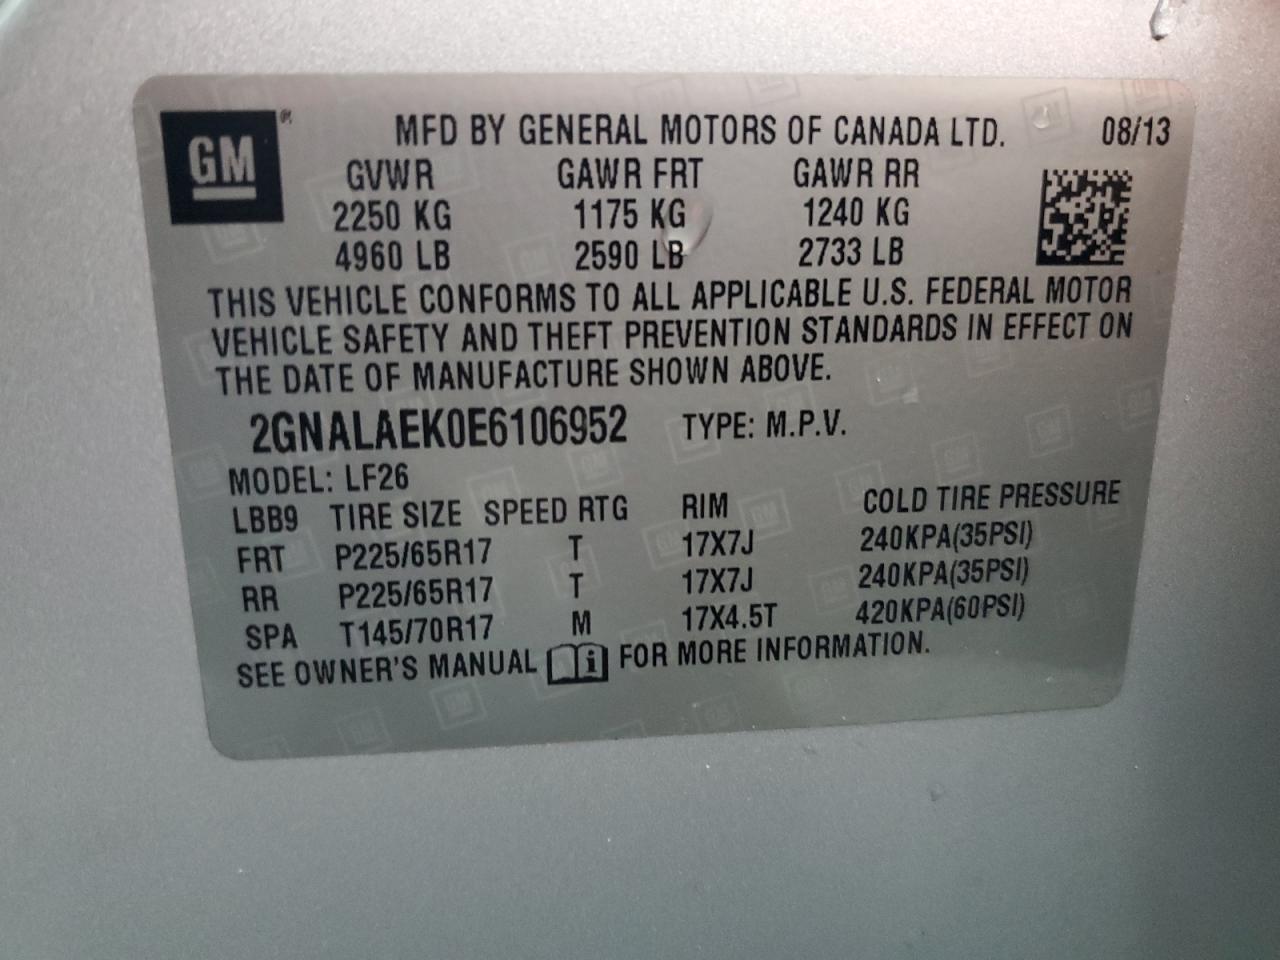 GM® MFD BY GENERAL MOTORS OF CANADA LTD. 08/13
GVWR GAWR FRT GAWR RR
2250 KG 1175 KG 1240 KG
4960 LB 2590 LB 2733 LB
THIS VEHICLE CONFORMS TO ALL APPLICABLE U.S. FEDERAL MOTOR
VEHICLE SAFETY AND THEFT PREVENTION STANDARDS IN EFFECT ON
THE DATE OF MANUFACTURE SHOWN ABOVE.
2GNALAEK0E6106952 TYPE: M.P.V.
MODEL: LF26
LBB9 TIRE SIZE SPEED RTG RIM COLD TIRE PRESSURE
FRT P225/65R17 T 17X7J 240KPA(35PSI)
RR P225/65R17 T 17X7J 240KPA(35PSI)
SPA T145/70R17 M 17X4.5T 420KPA(60PSI)
SEE OWNER'S MANUAL i FOR MORE INFORMATION.